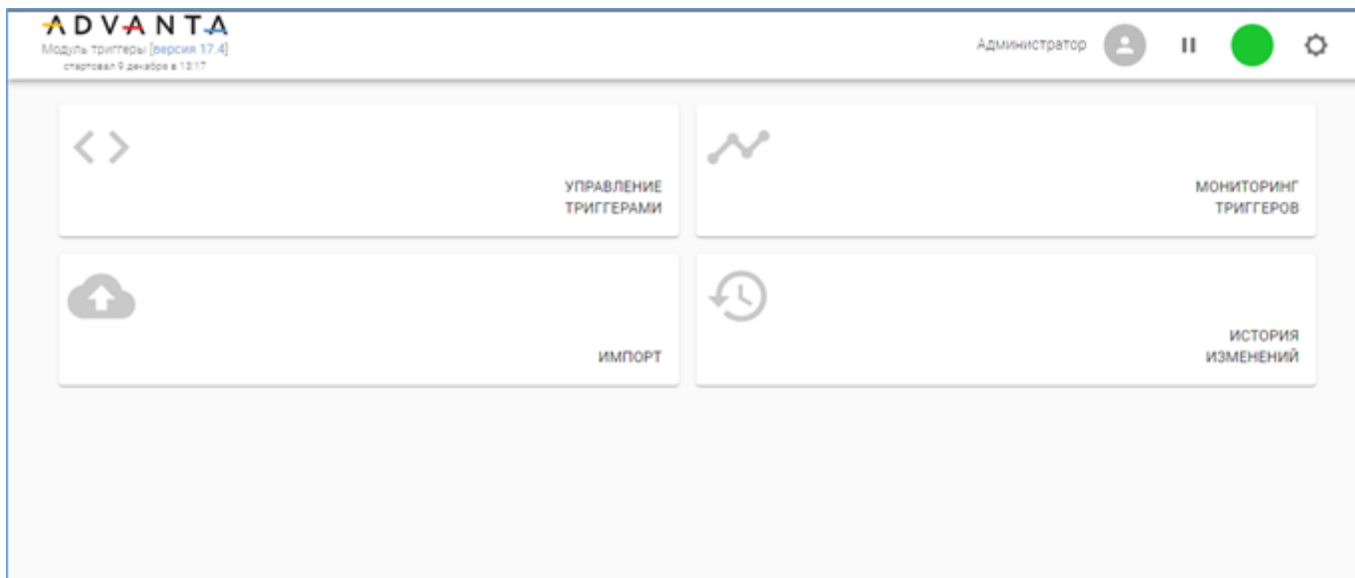 ADVANTA
Модуль триггеры [версия 17.4]
стартовал 9 декабря в 13:17
Администратор
УПРАВЛЕНИЕ
ТРИГГЕРАМИ
МОНИТОРИНГ
ТРИГГЕРОВ
ИМПОРТ
ИСТОРИЯ
ИЗМЕНЕНИЙ